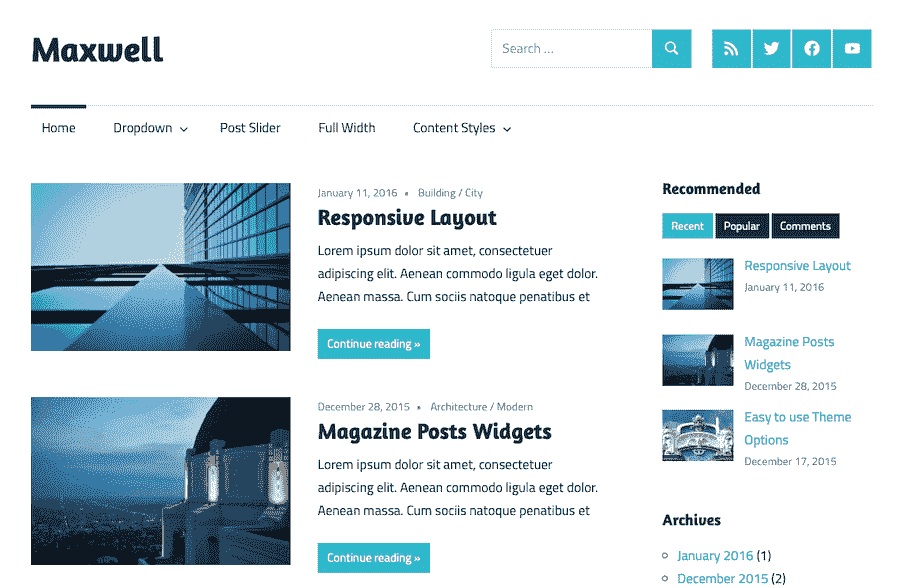 Maxwell
Search ...
Home
Dropdown
Post Slider
Full Width
Content Styles
January 11, 2016 • Building / City
Responsive Layout
Lorem ipsum dolor sit amet, consectetuer
adipiscing elit. Aenean commodo ligula eget dolor.
Aenean massa. Cum sociis natoque penatibus et
Continue reading »
December 28, 2015 • Architecture / Modern
Magazine Posts Widgets
Lorem ipsum dolor sit amet, consectetuer
adipiscing elit. Aenean commodo ligula eget dolor.
Aenean massa. Cum sociis natoque penatibus et
Continue reading »
Recommended
Recent
Popular
Comments
Responsive Layout
January 11, 2016
Magazine Posts
Widgets
December 28, 2015
Easy to use Theme
Options
December 17, 2015
Archives
January 2016 (1)
December 2015 (2)